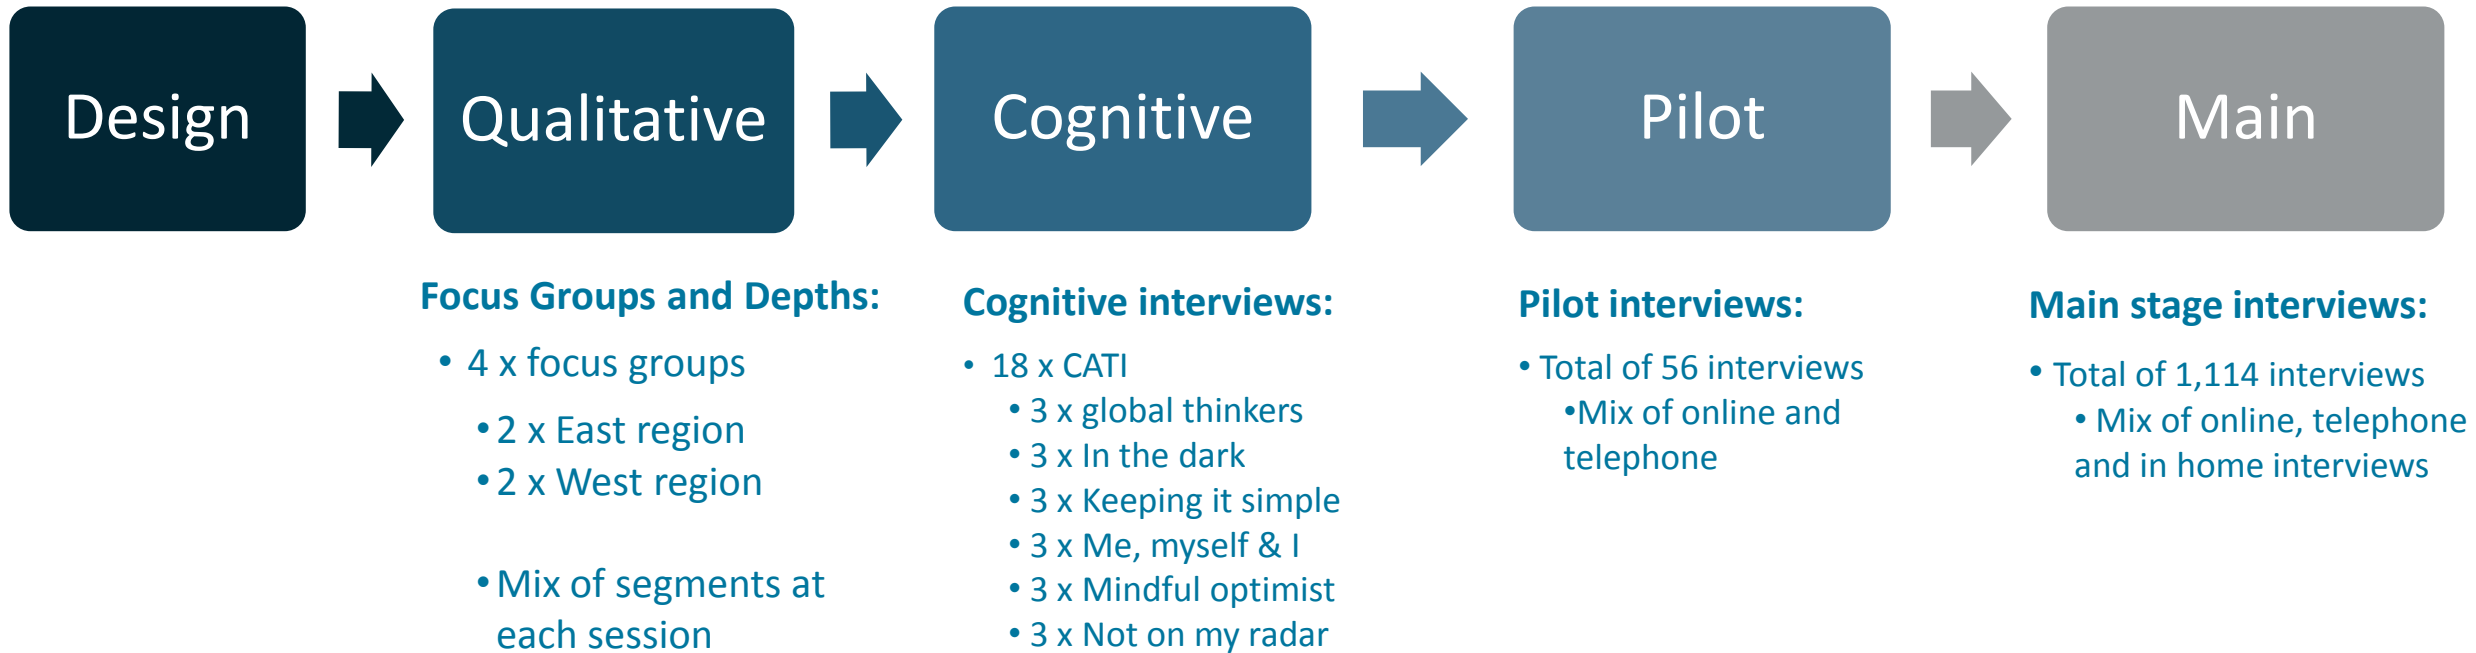 Design
Qualitative
Cognitive
Pilot
Main
Focus Groups and Depths:
• 4 x focus groups
• 2 x East region
• 2 x West region
• Mix of segments at
each session
Cognitive interviews:
• 18 x CATI
• 3 x global thinkers
• 3 x In the dark
• 3 x Keeping it simple
• 3 x Me, myself & I
• 3 x Mindful optimist
• 3 x Not on my radar
Pilot interviews:
• Total of 56 interviews
•Mix of online and
telephone
Main stage interviews:
• Total of 1,114 interviews
• Mix of online, telephone
and in home interviews